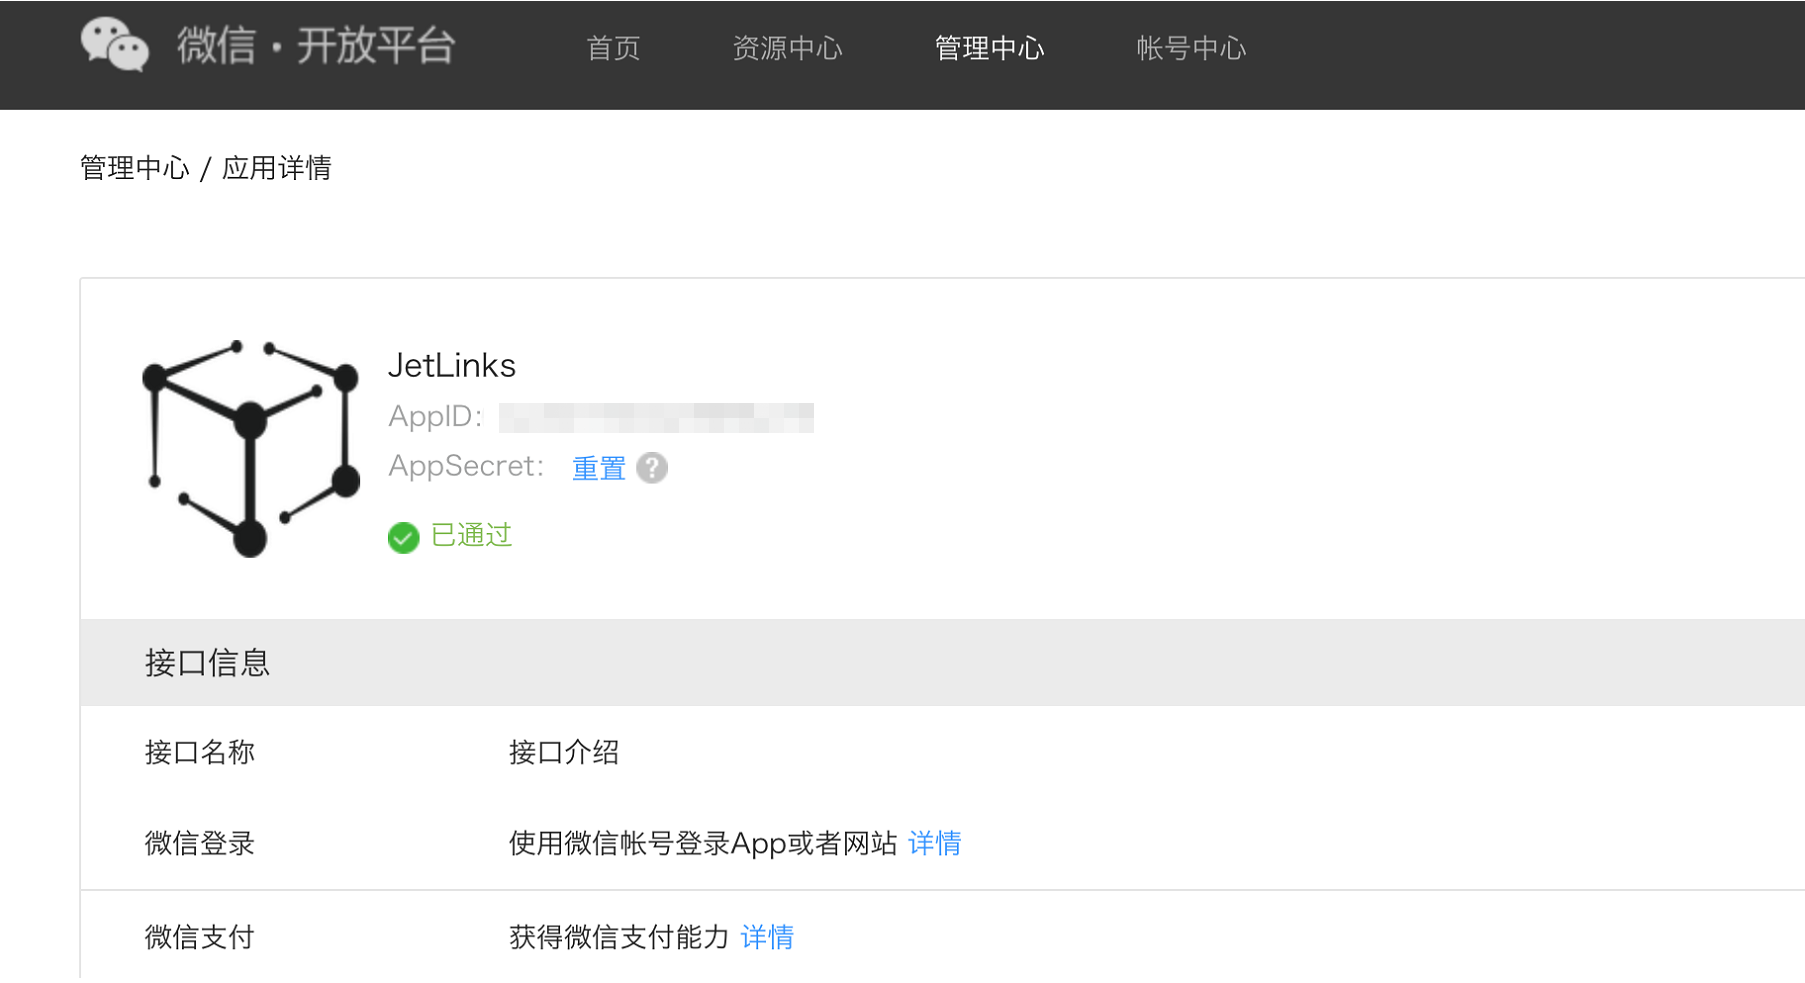 微信·开放平台 首页 资源中心 管理中心 帐号中心
管理中心 / 应用详情
JetLinks
AppID:
AppSecret: 重置 ?
已通过
接口信息
接口名称 接口介绍
微信登录 使用微信帐号登录App或者网站 详情
微信支付 获得微信支付能力 详情